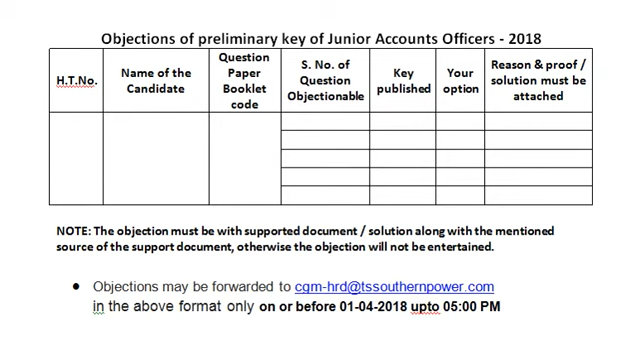 Objections of preliminary key of Junior Accounts Officers - 2018
H.T.No.
Name of the
Candidate
Question
Paper
Booklet
code
S. No. of
Question
Objectionable
Key
published
Your
option
Reason & proof /
solution must be
attached
NOTE: The objection must be with supported document / solution along with the mentioned
source of the support document, otherwise the objection will not be entertained.
● Objections may be forwarded to cgm-hrd@tssouthernpower.com
in the above format only on or before 01-04-2018 upto 05:00 PM